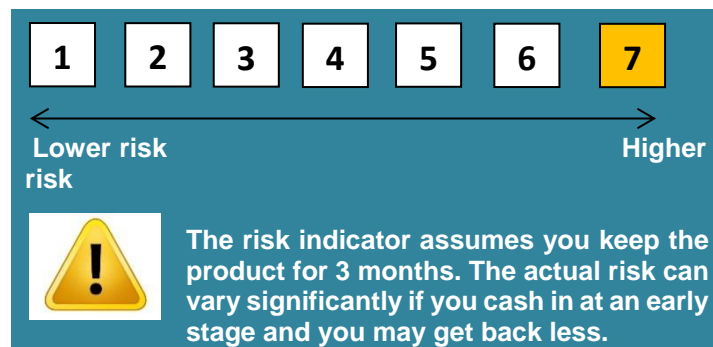 1 2 3 4 5 6 7
Lower risk Higher
risk
!
The risk indicator assumes you keep the
product for 3 months. The actual risk can
vary significantly if you cash in at an early
stage and you may get back less.